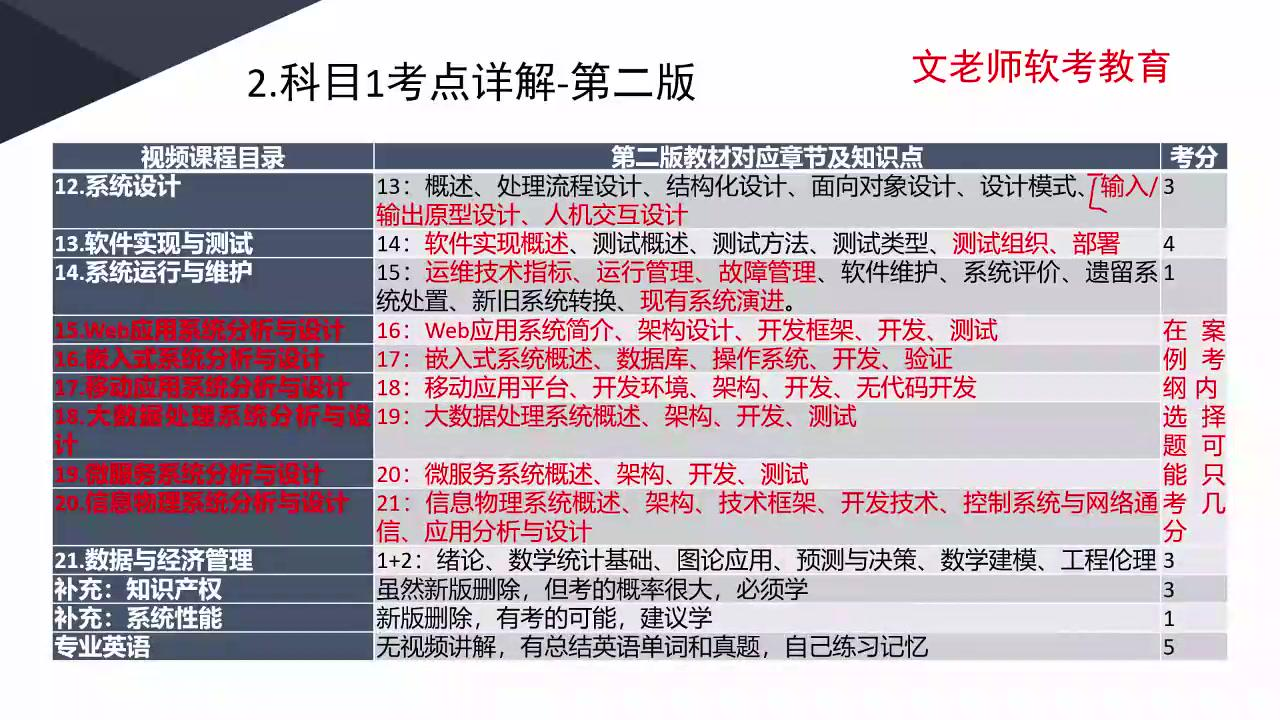 2.科目1考点详解-第二版
文老师软考教育
视频课程目录 第二版教材对应章节及知识点 考分
12.系统设计 13：概述、处理流程设计、结构化设计、面向对象设计、设计模式、输入/ 3
输出原型设计、人机交互设计
13.软件实现与测试 14：软件实现概述、测试概述、测试方法、测试类型、测试组织、部署 4
14.系统运行与维护 15：运维技术指标、运行管理、故障管理、软件维护、系统评价、遗留系 1
统处置、新旧系统转换、现有系统演进。
15.Web应用系统分析与设计 16：Web应用系统简介、架构设计、开发框架、开发、测试 在案
16.嵌入式系统分析与设计 17：嵌入式系统概述、数据库、操作系统、开发、验证 例考
17.移动应用系统分析与设计 18：移动应用平台、开发环境、架构、开发、无代码开发 纲内
18.大数据处理系统分析与设 19：大数据处理系统概述、架构、开发、测试 选择
计 题可
19.微服务系统分析与设计 20：微服务系统概述、架构、开发、测试 能只
20.信息物理系统分析与设计 21：信息物理系统概述、架构、技术框架、开发技术、控制系统与网络通 考几
信、应用分析与设计 分
21.数据与经济管理 1+2：绪论、数学统计基础、图论应用、预测与决策、数学建模、工程伦理 3
补充：知识产权 虽然新版删除，但考的概率很大，必须学 3
补充：系统性能 新版删除，有考的可能，建议学 1
专业英语 无视频讲解，有总结英语单词和真题，自己练习记忆 5